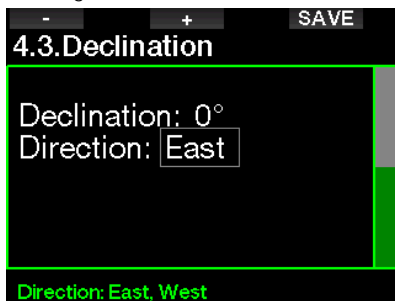 - + SAVE
4.3.Declination
Declination: 0°
Direction: East
Direction: East, West